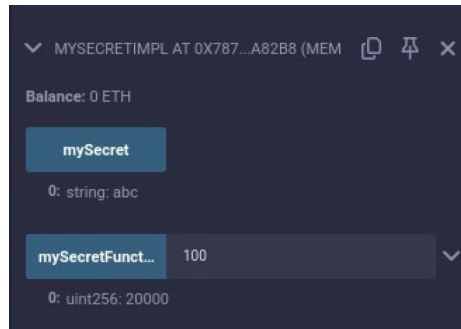 MYSECRETIMPL AT 0X787...A82B8 (MEM
Balance: 0 ETH
mySecret
0: string: abc
mySecretFunct... 100
0: uint256: 20000